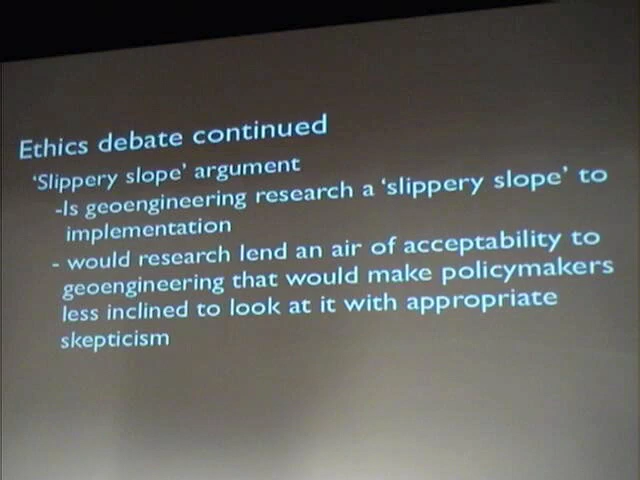 Ethics debate continued
‘Slippery slope’ argument
-Is geoengineering research a ‘slippery slope’ to
implementation
- would research lend an air of acceptability to
geoengineering that would make policymakers
less inclined to look at it with appropriate
skepticism